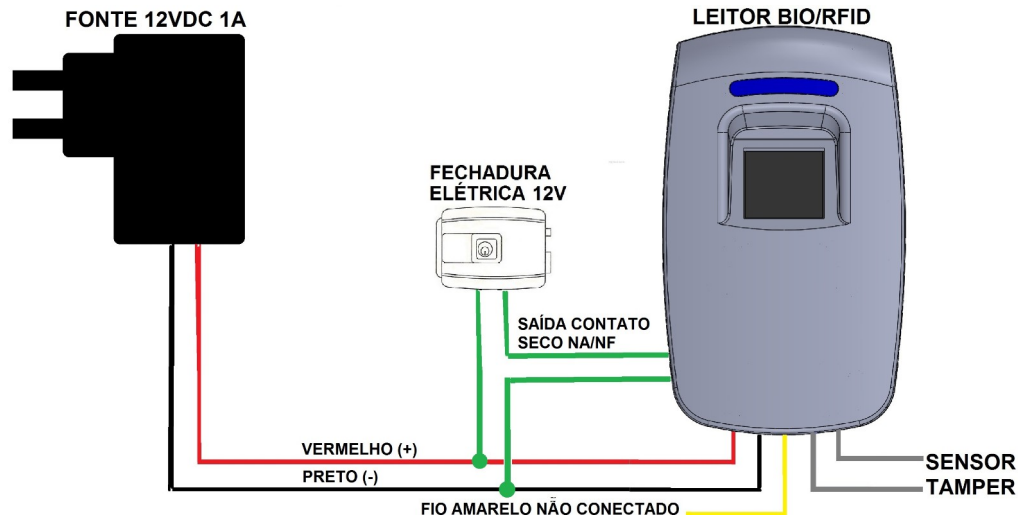 FONTE 12VDC 1A
LEITOR BIO/RFID
FECHADURA
ELÉTRICA 12V
SAÍDA CONTATO
SECO NA/NF
VERMELHO (+)
PRETO (-)
FIO AMARELO NÃO CONECTADO
SENSOR
TAMPER